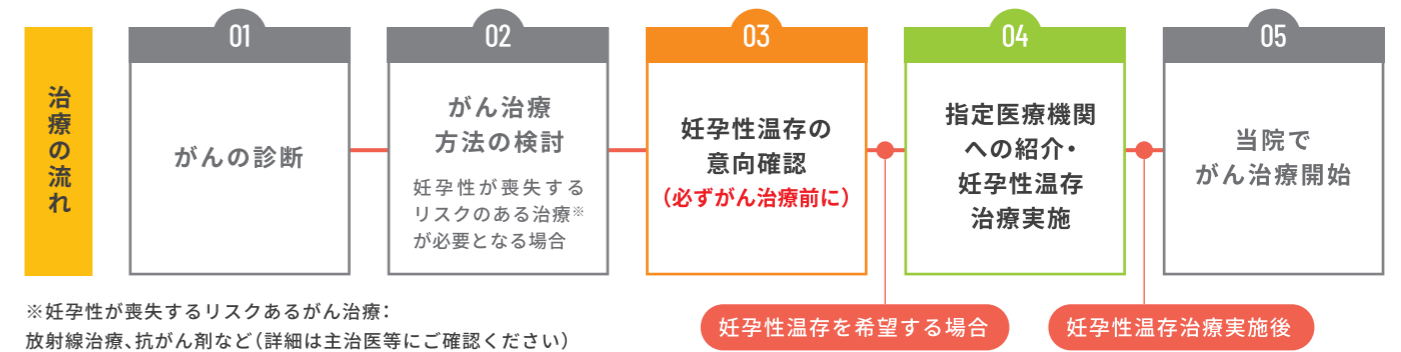 治療の流れ
01
がんの診断
02
がん治療
方法の検討
妊孕性が喪失する
リスクのある治療※
が必要となる場合
03
妊孕性温存の
意向確認
(必ずがん治療前に)
04
指定医療機関
への紹介・
妊孕性温存
治療実施
05
当院で
がん治療開始
妊孕性温存を希望する場合
妊孕性温存治療実施後
※妊孕性が喪失するリスクあるがん治療:
放射線治療、抗がん剤など(詳細は主治医等にご確認ください)